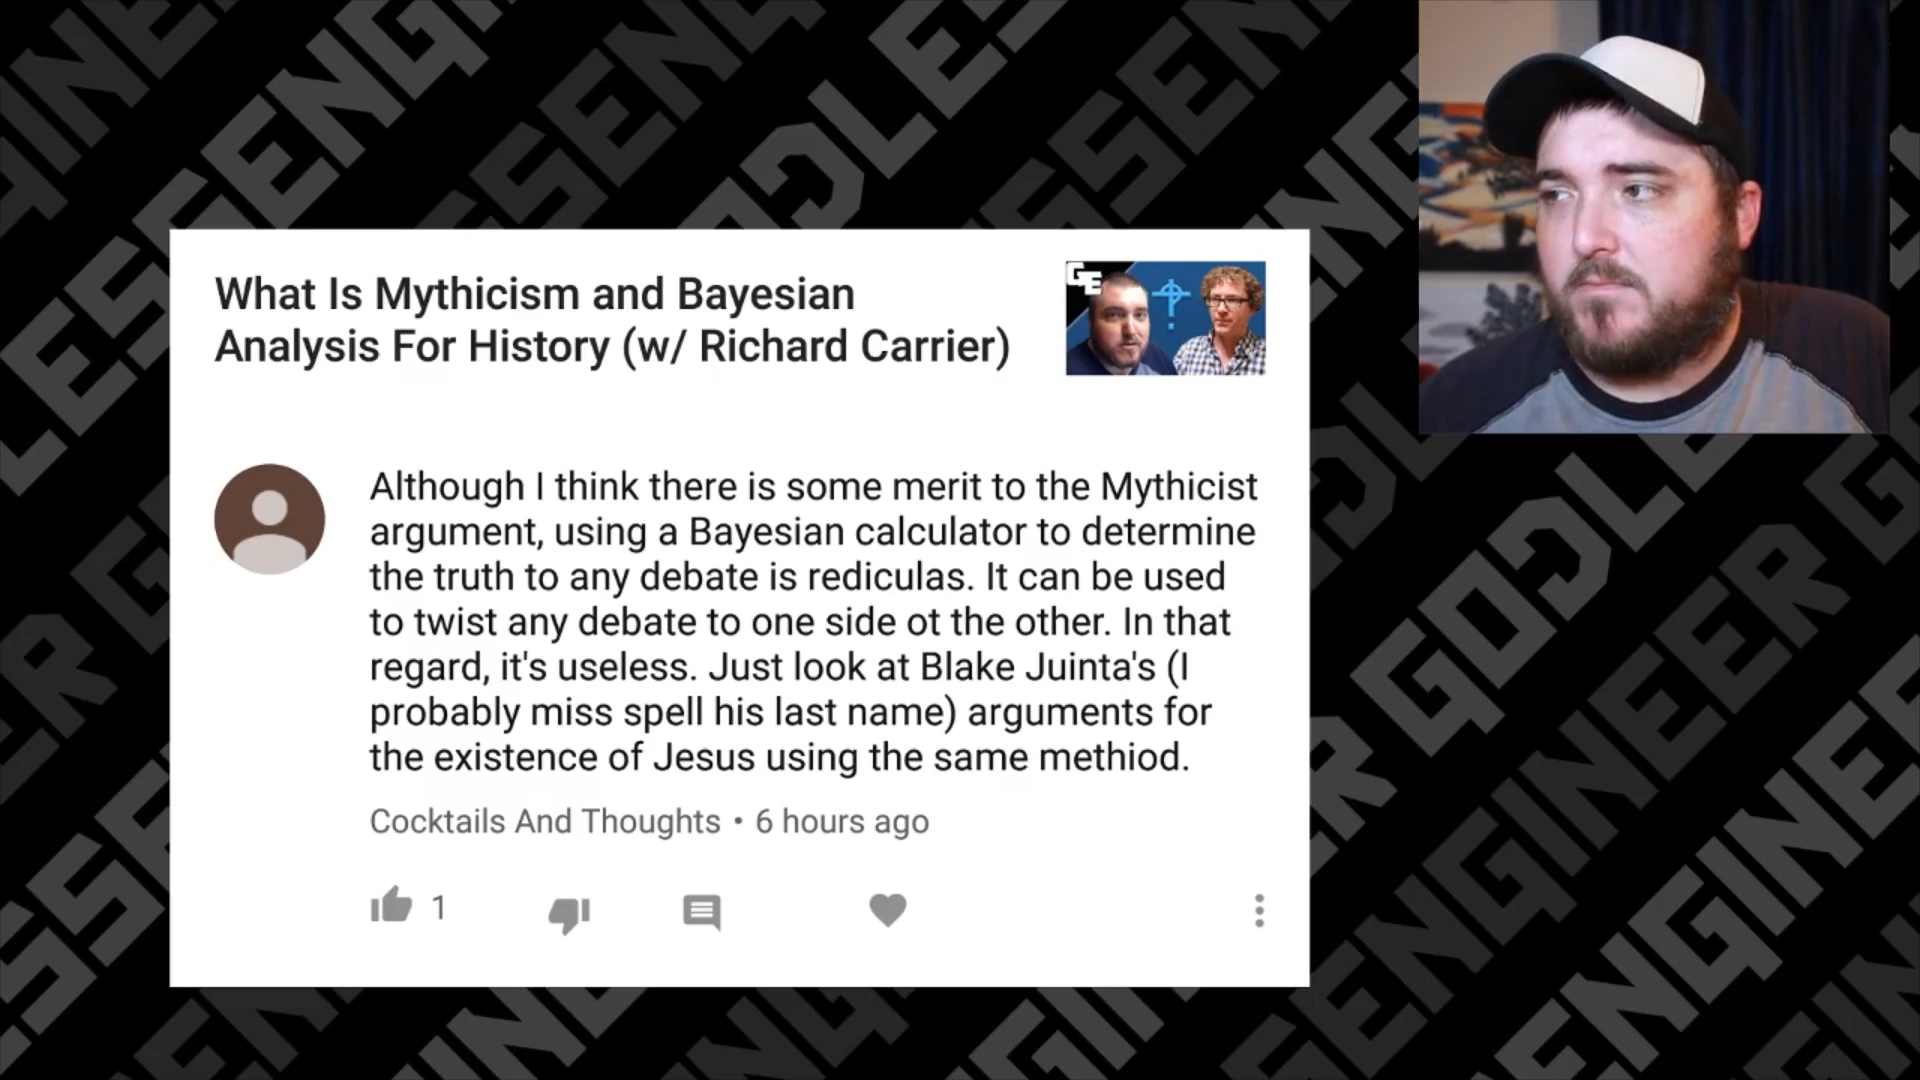 What Is Mythicism and Bayesian
Analysis For History (w/ Richard Carrier)
GE
Although I think there is some merit to the Mythicist
argument, using a Bayesian calculator to determine
the truth to any debate is rediculas. It can be used
to twist any debate to one side ot the other. In that
regard, it's useless. Just look at Blake Juinta's (I
probably miss spell his last name) arguments for
the existence of Jesus using the same methiod.
Cocktails And Thoughts • 6 hours ago
1
GODLESS ENGINEER